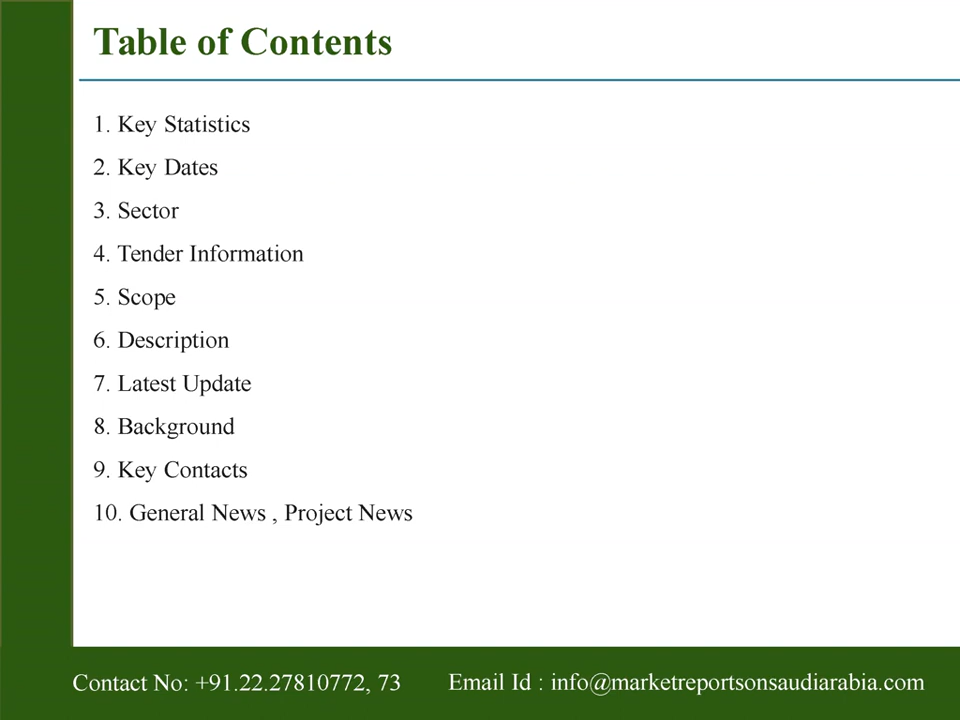 Table of Contents
1. Key Statistics
2. Key Dates
3. Sector
4. Tender Information
5. Scope
6. Description
7. Latest Update
8. Background
9. Key Contacts
10. General News , Project News
Contact No: +91.22.27810772, 73 Email Id : info@marketreportsonsaudiarabia.com